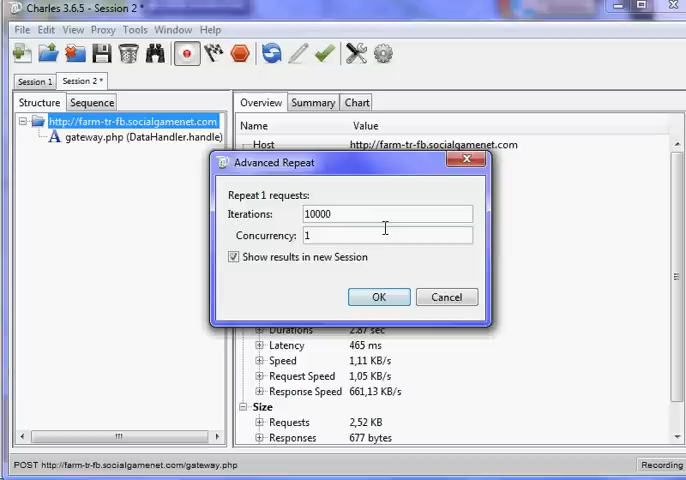 Charles 3.6.5 - Session 2 *
File Edit View Proxy Tools Window Help
Session 1 Session 2 *
Structure Sequence
Overview Summary Chart
http://farm-tr-fb.socialgamenet.com
gateway.php (DataHandler.handle)
Name Value
Host http://farm-tr-fb.socialgamenet.com
Advanced Repeat
Repeat 1 requests:
Iterations: 10000
Concurrency: 1
Show results in new Session
OK Cancel
Durations 2.87 sec
Latency 465 ms
Speed 1,11 KB/s
Request Speed 1,05 KB/s
Response Speed 661,13 KB/s
Size
Requests 2,52 KB
Responses 677 bytes
POST http://farm-tr-fb.socialgamenet.com/gateway.php
Recording